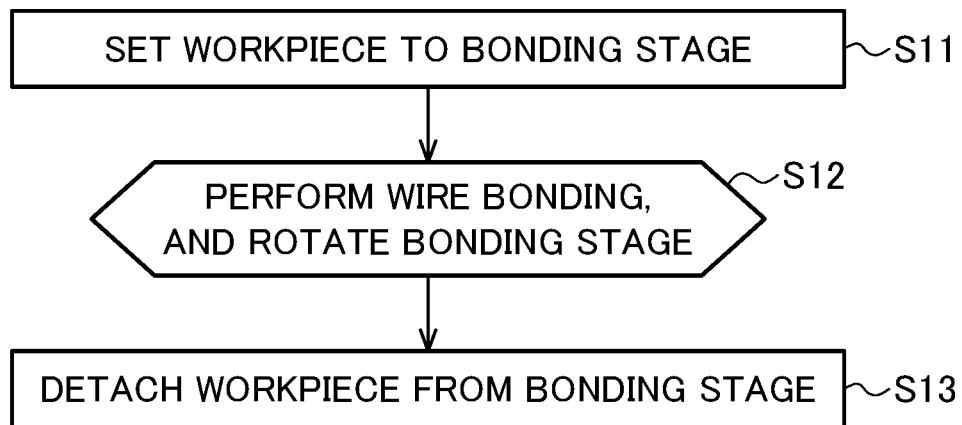 SET WORKPIECE TO BONDING STAGE
S11
PERFORM WIRE BONDING,
AND ROTATE BONDING STAGE
S12
DETACH WORKPIECE FROM BONDING STAGE
S13